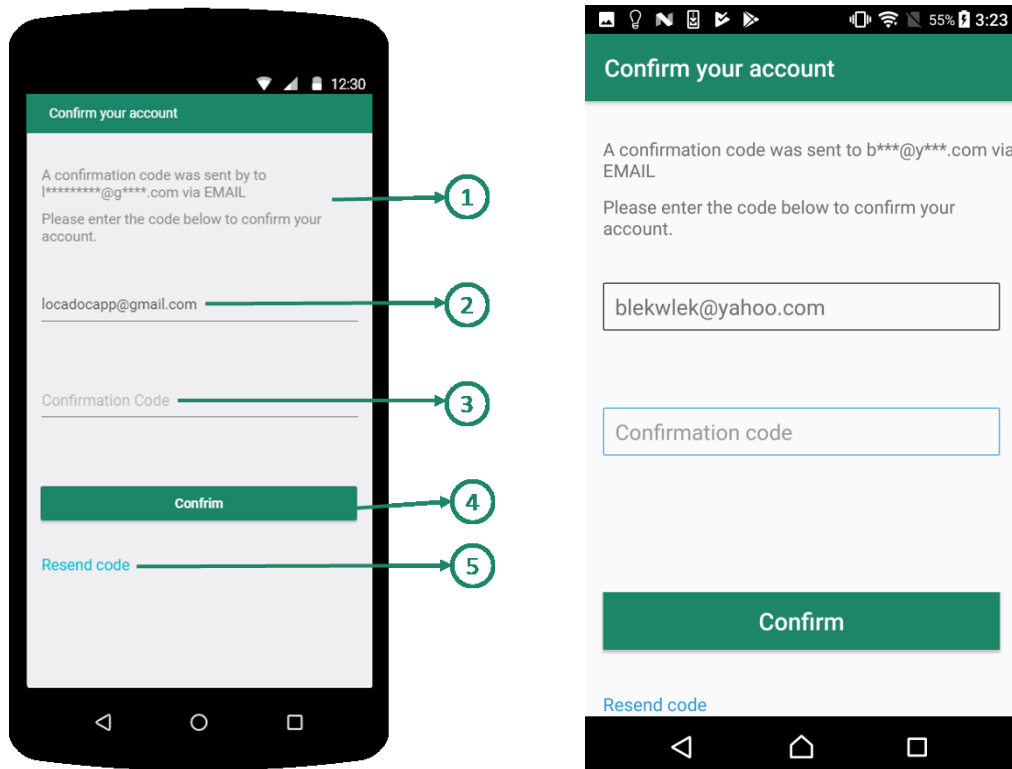 12:30
Confirm your account
A confirmation code was sent by to
l*********@g****.com via EMAIL
Please enter the code below to confirm your
account.
locadocapp@gmail.com
Confirmation Code
Confrim
Resend code
1
2
3
4
5
55% 3:23
Confirm your account
A confirmation code was sent to b***@y***.com via
EMAIL
Please enter the code below to confirm your
account.
blekwlek@yahoo.com
Confirmation code
Confirm
Resend code